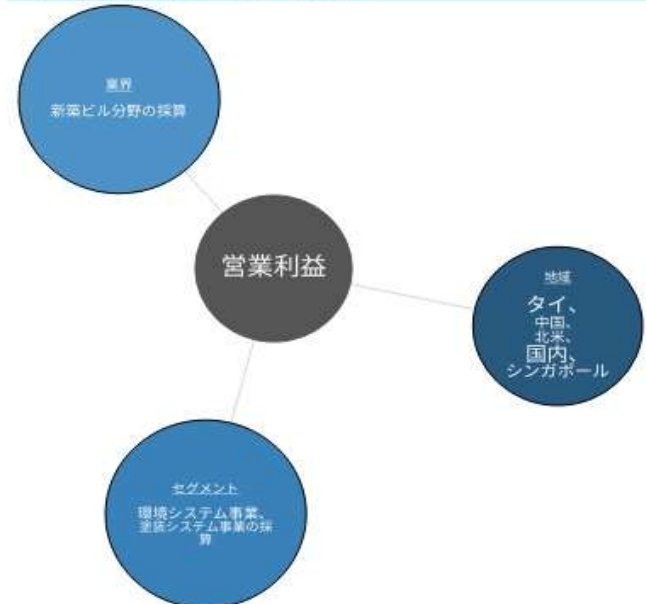 業界
新築ビル分野の採算
営業利益
地域
タイ、
中国、
北米、
国内、
シンガポール
セグメント
環境システム事業、
塗装システム事業の採
算